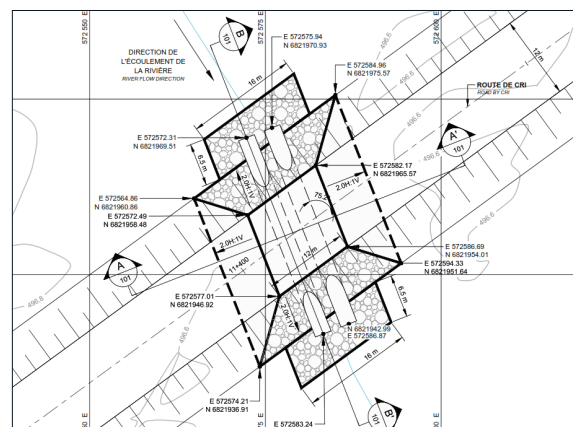 572 550 E
572 575 E
572 600 E
DIRECTION DE
L'ÉCOULEMENT DE
LA RIVIÈRE
RIVER FLOW DIRECTION
B
101
E 572575.94
N 6821970.93
16 m
E 572584.96
N 6821975.57
496.6
12 m
ROUTE DE CRI
ROAD BY CRI
A'
101
E 572572.31
N 6821969.51
6.5 m
2.0H:1V
E 572582.17
N 6821965.57
E 572564.86
N 6821960.86
E 572572.49
N 6821958.48
75.2°
2.0H:1V
2.0H:1V
12 m
11+400
E 572586.69
N 6821954.01
E 572594.33
N 6821951.64
A
101
496.6
E 572577.01
N 6821946.92
2.0H:1V
6.5 m
N 6821942.99
E 572586.87
16 m
496.6
E 572574.21
N 6821936.91
E 572583.24
B'
101